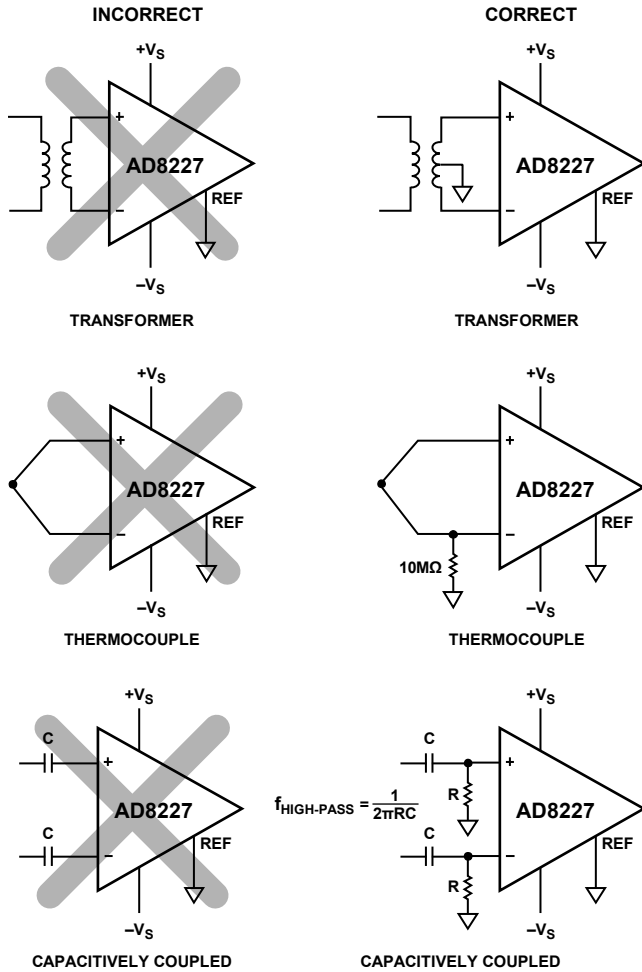 INCORRECT
CORRECT
+VS
+
AD8227
−
REF
−VS
TRANSFORMER
+VS
+
AD8227
−
REF
−VS
TRANSFORMER
+VS
+
AD8227
−
REF
−VS
THERMOCOUPLE
+VS
+
AD8227
−
REF
10MΩ
−VS
THERMOCOUPLE
+VS
C
+
AD8227
C
−
REF
−VS
CAPACITIVELY COUPLED
+VS
C
+
R
fHIGH-PASS = 1
2πRC
AD8227
C
−
REF
R
−VS
CAPACITIVELY COUPLED